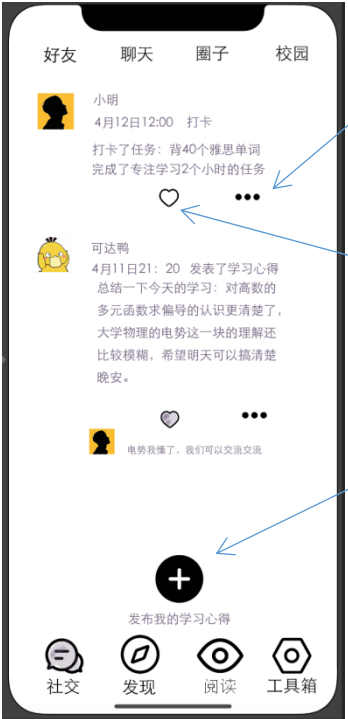 好友 聊天 圈子 校园
小明
4月12日12:00 打卡
打卡了任务：背40个雅思单词
完成了专注学习2个小时的任务
可达鸭
4月11日21：20 发表了学习心得
总结一下今天的学习：对高数的
多元函数求偏导的认识更清楚了，
大学物理的电势这一块的理解还
比较模糊，希望明天可以搞清楚
晚安。
电势我懂了，我们可以交流交流
发布我的学习心得
社交 发现 阅读 工具箱